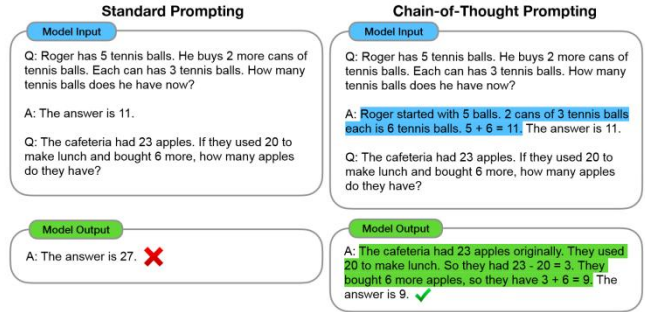 Standard Prompting
Model Input
Q: Roger has 5 tennis balls. He buys 2 more cans of
tennis balls. Each can has 3 tennis balls. How many
tennis balls does he have now?
A: The answer is 11.
Q: The cafeteria had 23 apples. If they used 20 to
make lunch and bought 6 more, how many apples
do they have?
Model Output
A: The answer is 27.
Chain-of-Thought Prompting
Model Input
Q: Roger has 5 tennis balls. He buys 2 more cans of
tennis balls. Each can has 3 tennis balls. How many
tennis balls does he have now?
A: Roger started with 5 balls. 2 cans of 3 tennis balls
each is 6 tennis balls. 5 + 6 = 11. The answer is 11.
Q: The cafeteria had 23 apples. If they used 20 to
make lunch and bought 6 more, how many apples
do they have?
Model Output
A: The cafeteria had 23 apples originally. They used
20 to make lunch. So they had 23 - 20 = 3. They
bought 6 more apples, so they have 3 + 6 = 9. The
answer is 9.